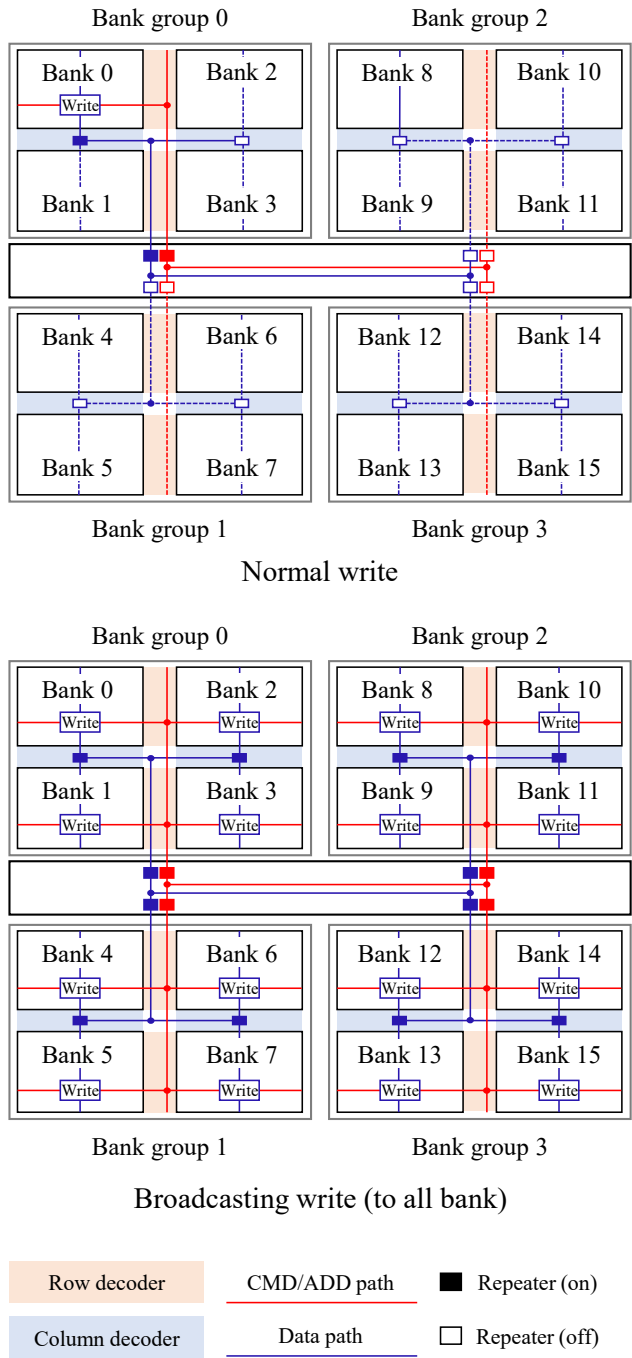 Bank group 0 Bank group 2
Bank 0 Bank 2 Bank 8 Bank 10
Write
Bank 1 Bank 3 Bank 9 Bank 11
Bank 4 Bank 6 Bank 12 Bank 14
Bank 5 Bank 7 Bank 13 Bank 15
Bank group 1 Bank group 3
Normal write
Bank group 0 Bank group 2
Bank 0 Bank 2 Bank 8 Bank 10
Write Write Write Write
Bank 1 Bank 3 Bank 9 Bank 11
Write Write Write Write
Bank 4 Bank 6 Bank 12 Bank 14
Write Write Write Write
Bank 5 Bank 7 Bank 13 Bank 15
Write Write Write Write
Bank group 1 Bank group 3
Broadcasting write (to all bank)
Row decoder CMD/ADD path Repeater (on)
Column decoder Data path Repeater (off)